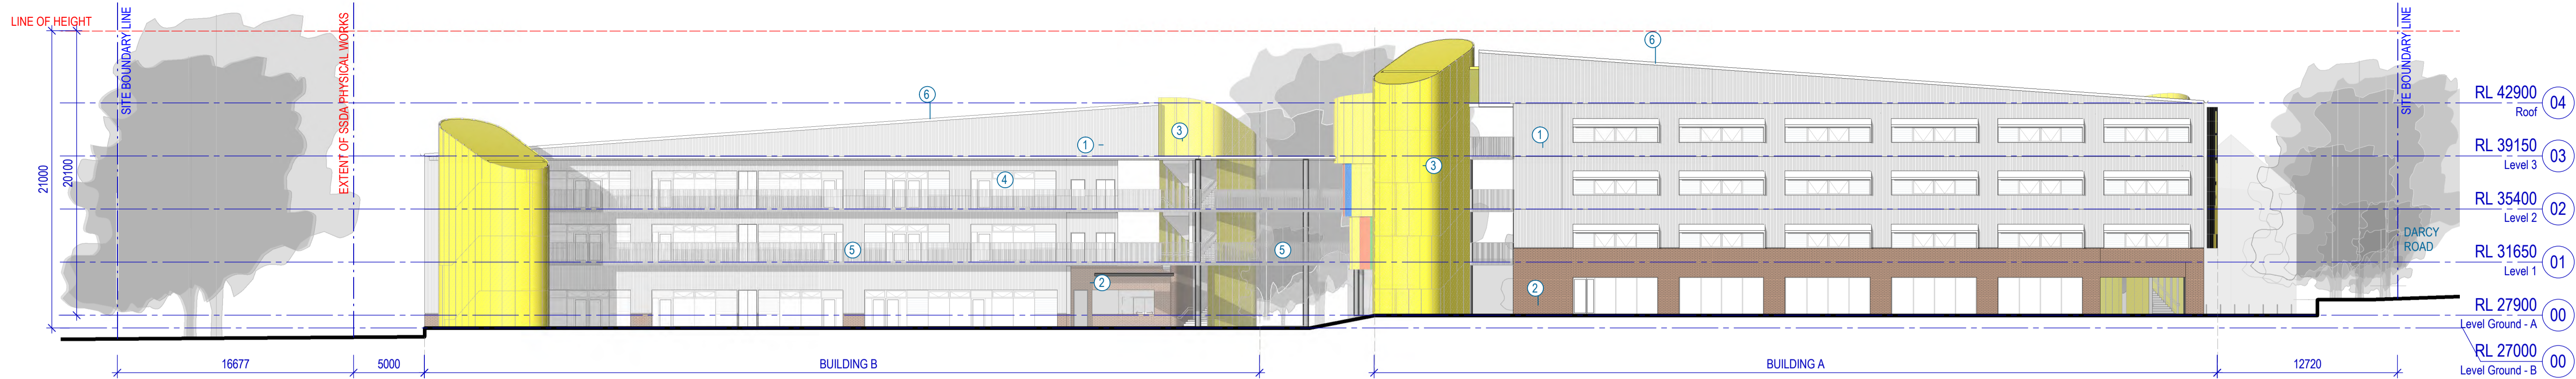 LINE OF HEIGHT
SITE BOUNDARY LINE
EXTENT OF SSDA PHYSICAL WORKS
21000
20100
6
3
1
4
5
2
5
6
1
3
2
SITE BOUNDARY LINE
DARCY
ROAD
RL 42900
Roof
04
RL 39150
Level 3
03
RL 35400
Level 2
02
RL 31650
Level 1
01
RL 27900
Level Ground - A
00
RL 27000
Level Ground - B
00
16677
5000
BUILDING B
BUILDING A
12720